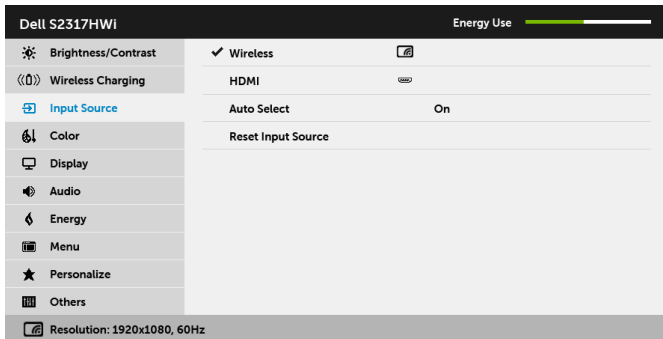 Dell S2317HWi Energy Use
Brightness/Contrast Wireless
Wireless Charging HDMI
Input Source Auto Select On
Color Reset Input Source
Display
Audio
Energy
Menu
Personalize
Others
Resolution: 1920x1080, 60Hz